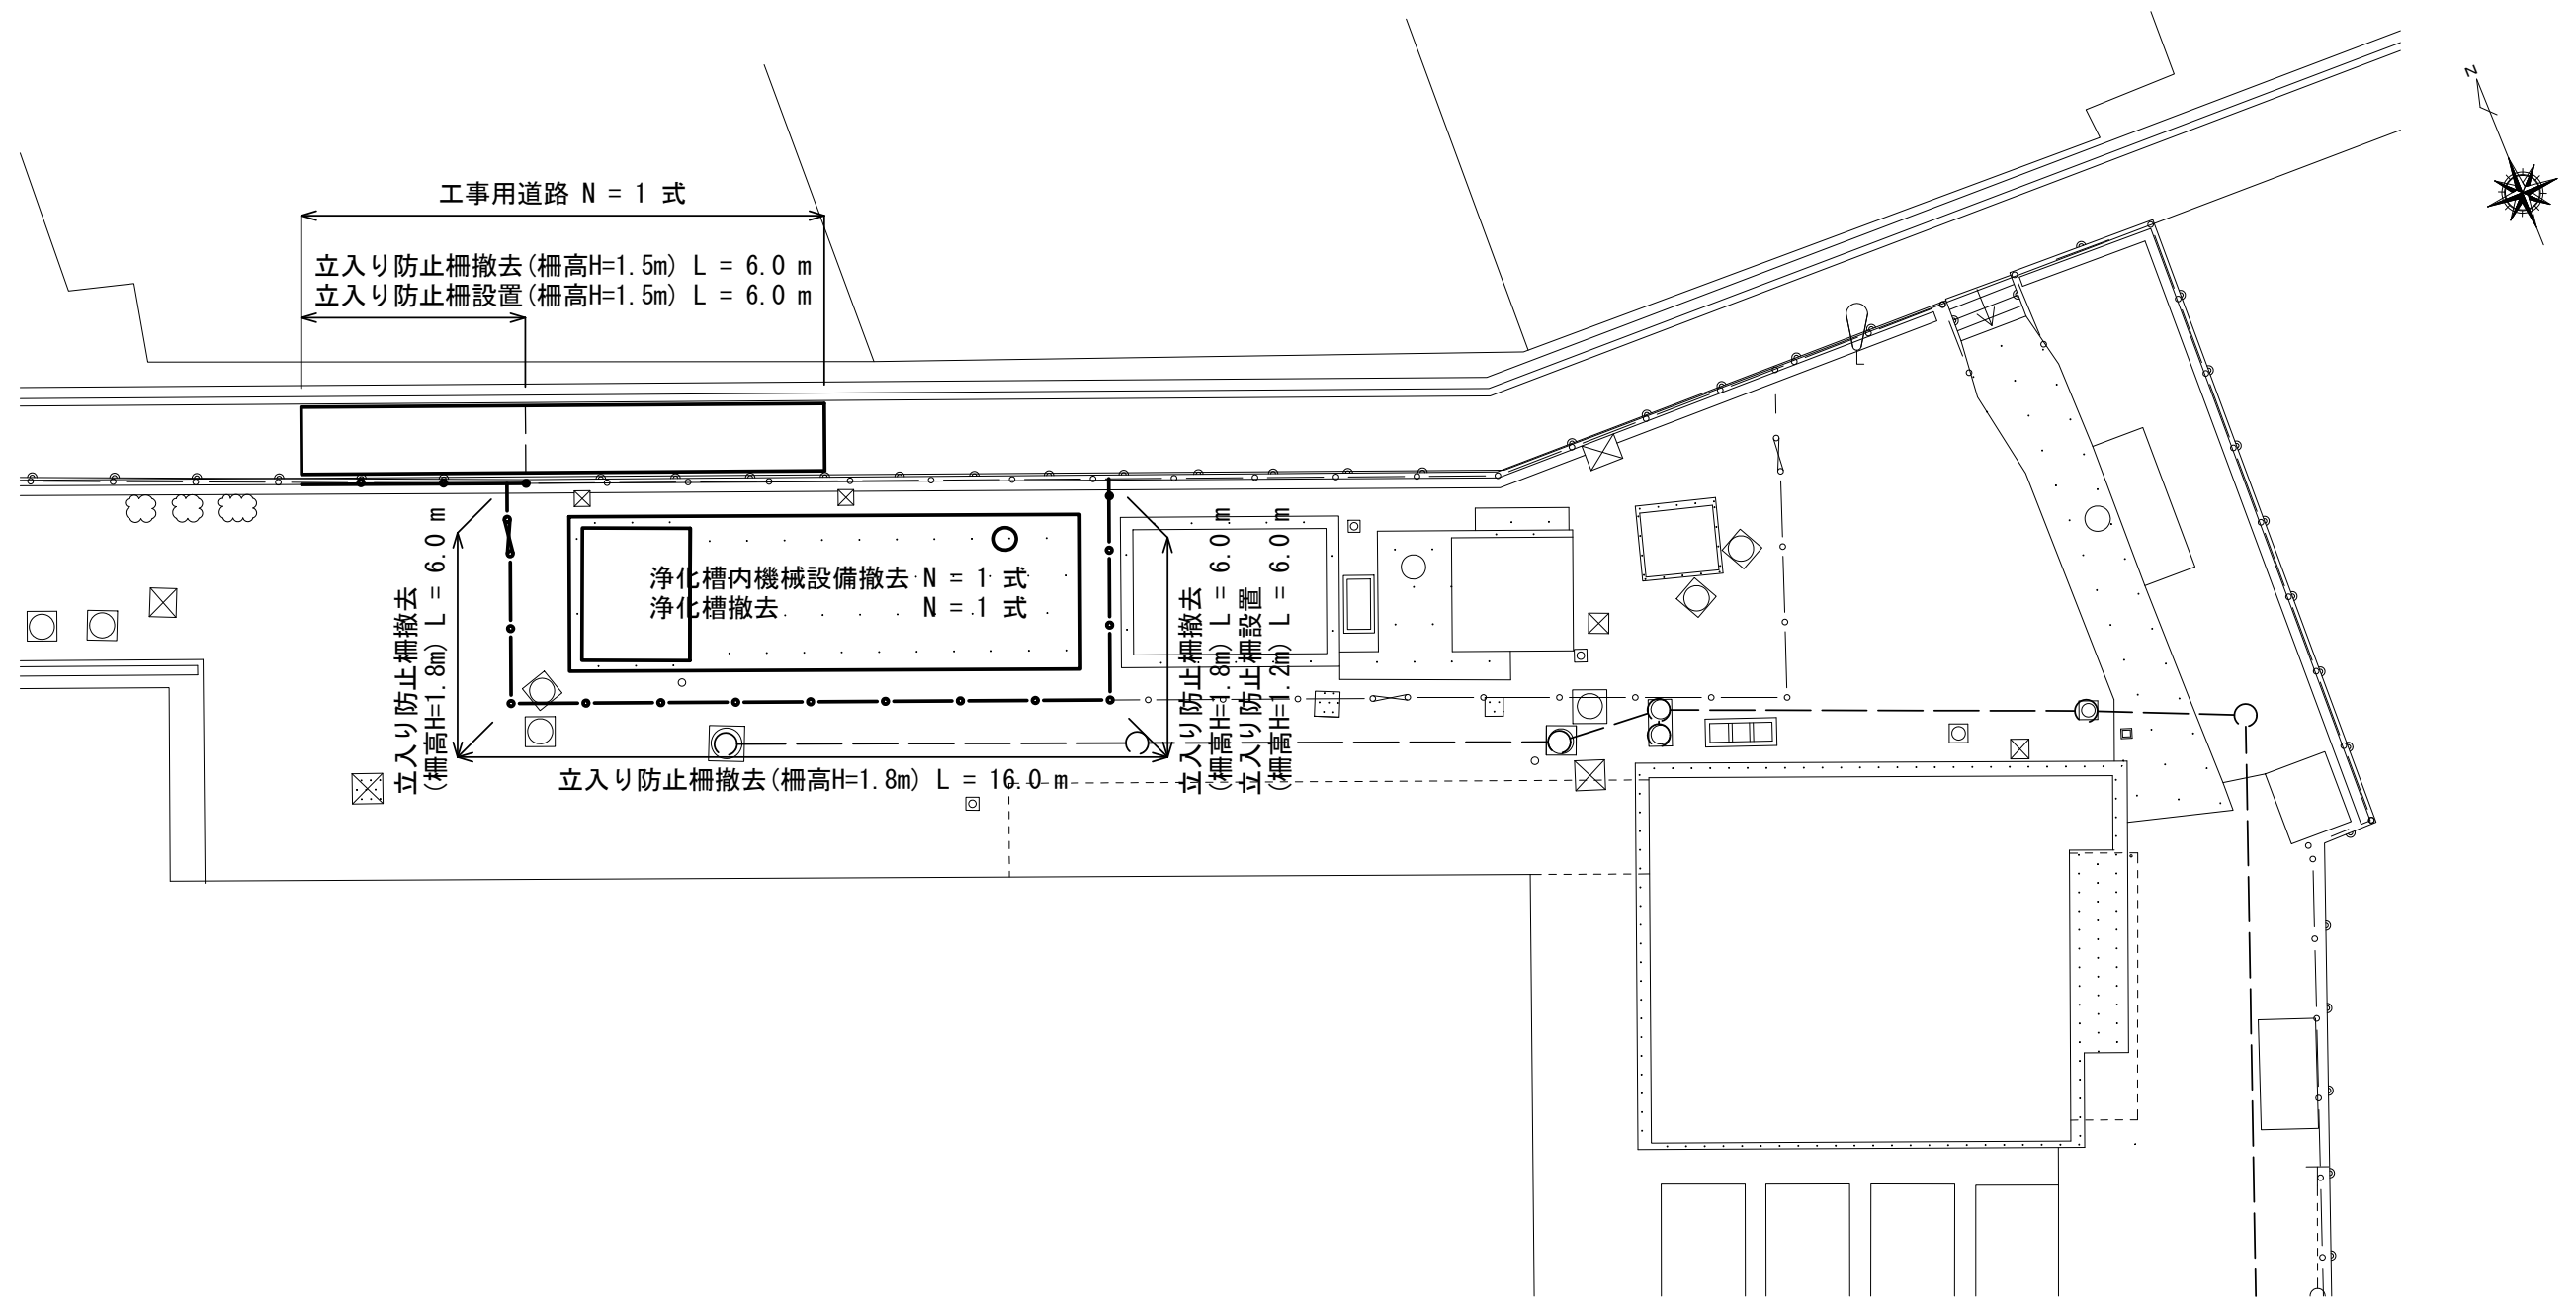 工事用道路 N = 1 式
立入り防止柵撤去(柵高H=1.5m) L = 6.0 m
立入り防止柵設置(柵高H=1.5m) L = 6.0 m
N
立入り防止柵撤去
(柵高H=1.8m) L = 6.0 m
浄化槽内機械設備撤去 N = 1 式
浄化槽撤去 N = 1 式
立入り防止柵撤去
(柵高H=1.8m) L = 6.0 m
立入り防止柵設置
(柵高H=1.2m) L = 6.0 m
立入り防止柵撤去(柵高H=1.8m) L = 16.0 m